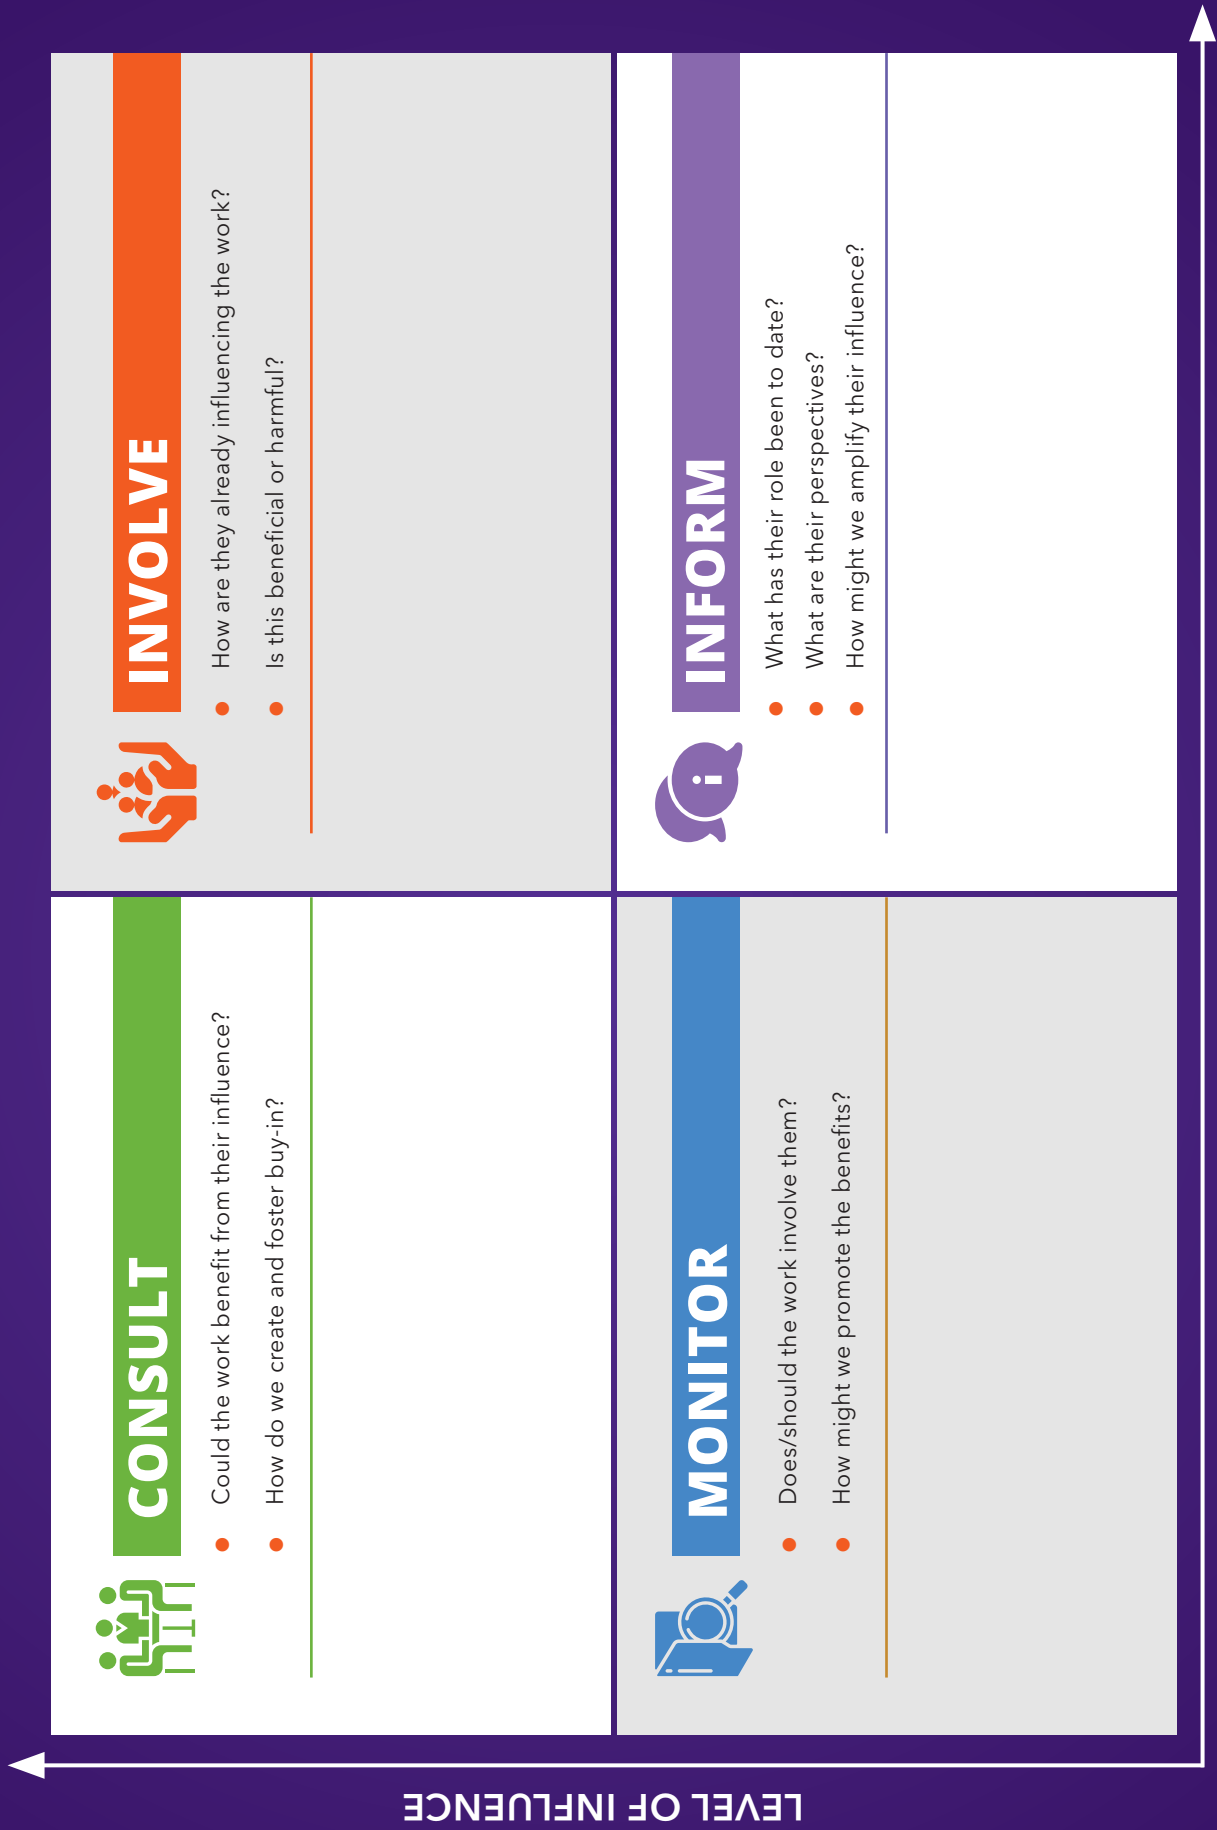 CONSULT
Could the work benefit from their influence?
How do we create and foster buy-in?
INVOLVE
How are they already influencing the work?
Is this beneficial or harmful?
MONITOR
Does/should the work involve them?
How might we promote the benefits?
INFORM
What has their role been to date?
What are their perspectives?
How might we amplify their influence?
LEVEL OF INFLUENCE